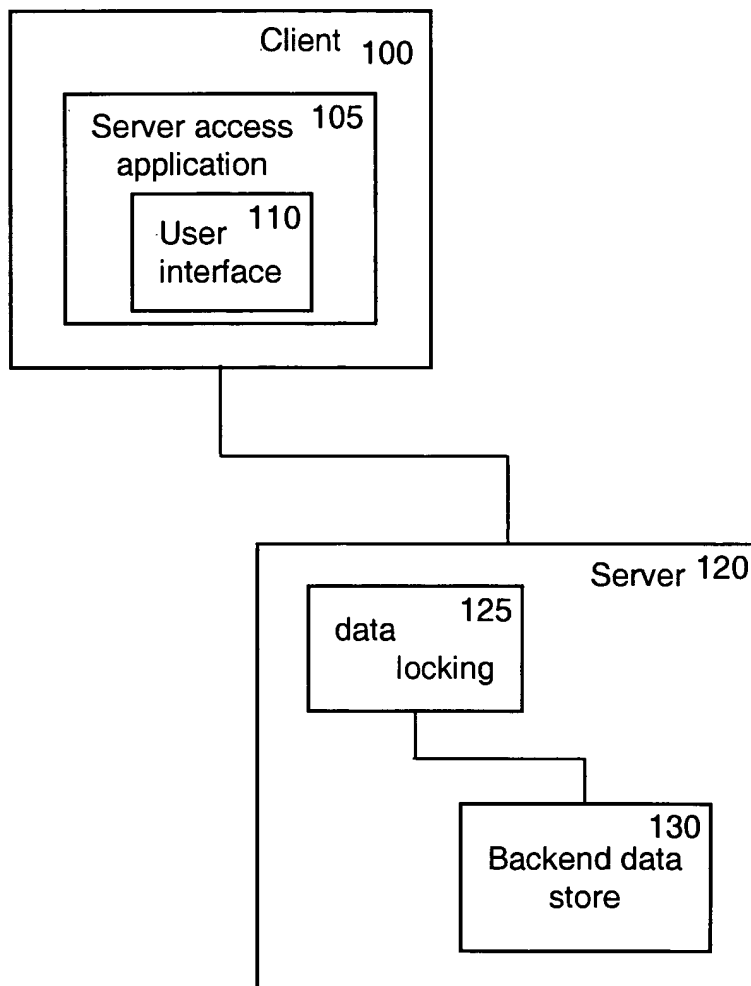 Client 100
Server access 105
application
User 110
interface
Server 120
125
data
locking
130
Backend data
store